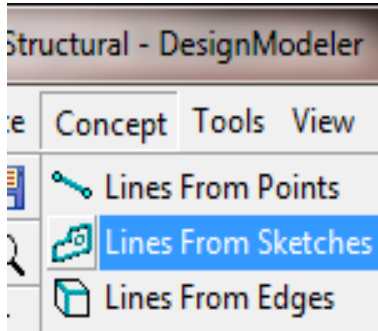 Structural - DesignModeler
Concept Tools View
Lines From Points
Lines From Sketches
Lines From Edges